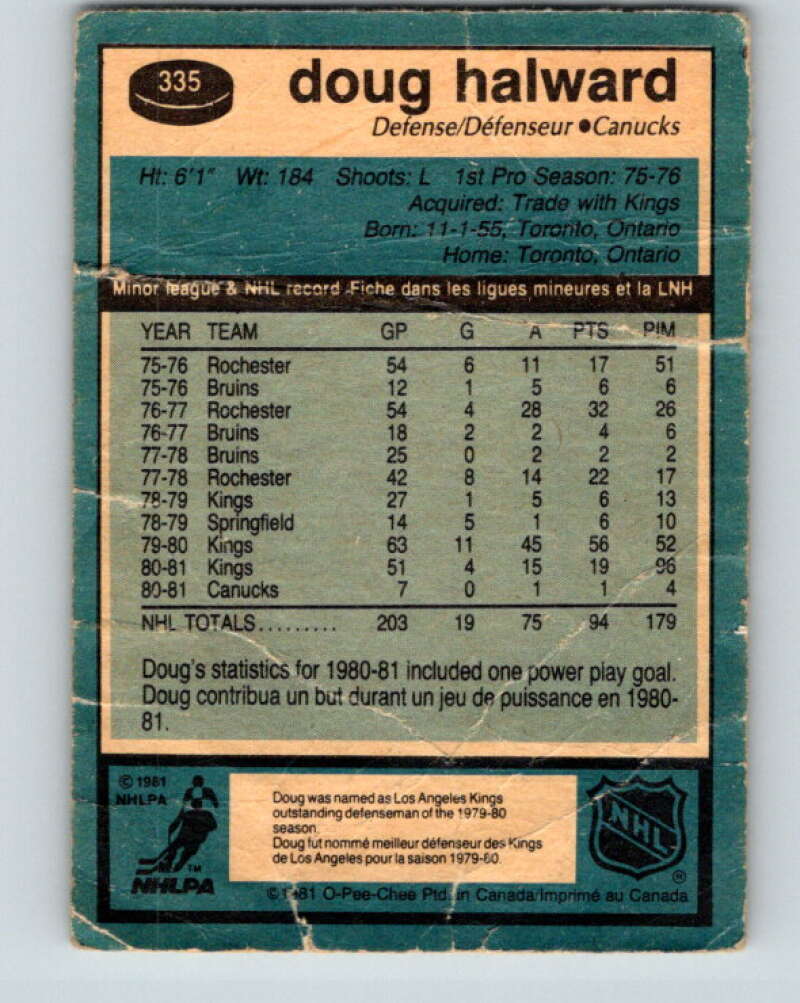 335
doug halward
Defense/Défenseur ●Canucks
Ht: 6'1" Wt: 184 Shoots: L 1st Pro Season: 75-76
Acquired: Trade with Kings
Born: 11-1-55, Toronto, Ontario
Home: Toronto, Ontario
Minor league & NHL record Fiche dans les ligues mineures et la LNH
YEAR TEAM GP G A PTS PIM
75-76 Rochester 54 6 11 17 51
75-76 Bruins 12 1 5 6 6
76-77 Rochester 54 4 28 32 26
76-77 Bruins 18 2 2 4 6
77-78 Bruins 25 0 2 2 2
77-78 Rochester 42 8 14 22 17
78-79 Kings 27 1 5 6 13
78-79 Springfield 14 5 1 6 10
79-80 Kings 63 11 45 56 52
80-81 Kings 51 4 15 19 96
80-81 Canucks 7 0 1 1 4
NHL TOTALS......... 203 19 75 94 179
Doug's statistics for 1980-81 included one power play goal.
Doug contribua un but durant un jeu de puissance en 1980-
81.
© 1981
NHLPA
TM
NHLPA
Doug was named as Los Angeles Kings
outstanding defenseman of the 1979-80
season.
Doug fut nommé meilleur défenseur des Kings
de Los Angeles pour la saison 1979-80.
NHL
®
© 1981 O-Pee-Chee Ptd. in Canada/Imprimé au Canada